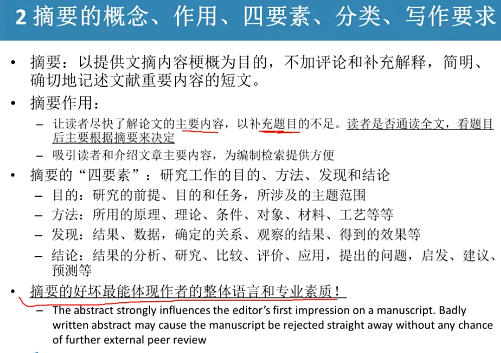 2 摘要的概念、作用、四要素、分类、写作要求
• 摘要：以提供文摘内容梗概为目的，不加评论和补充解释，简明、
确切地记述文献重要内容的短文。
• 摘要作用：
– 让读者尽快了解论文的主要内容，以补充题目的不足。读者是否通读全文，看题目
后主要根据摘要来决定
– 吸引读者和介绍文章主要内容，为编制检索提供方便
• 摘要的“四要素”：研究工作的目的、方法、发现和结论
– 目的：研究的前提、目的和任务，所涉及的主题范围
– 方法：所用的原理、理论、条件、对象、材料、工艺等等
– 发现：结果、数据，确定的关系、观察的结果、得到的效果等
– 结论：结果的分析、研究、比较、评价、应用，提出的问题，启发、建议、
预测等
• 摘要的好坏最能体现作者的整体语言和专业素质！
– The abstract strongly influences the editor’s first impression on a manuscript. Badly
written abstract may cause the manuscript be rejected straight away without any chance
of further external peer review